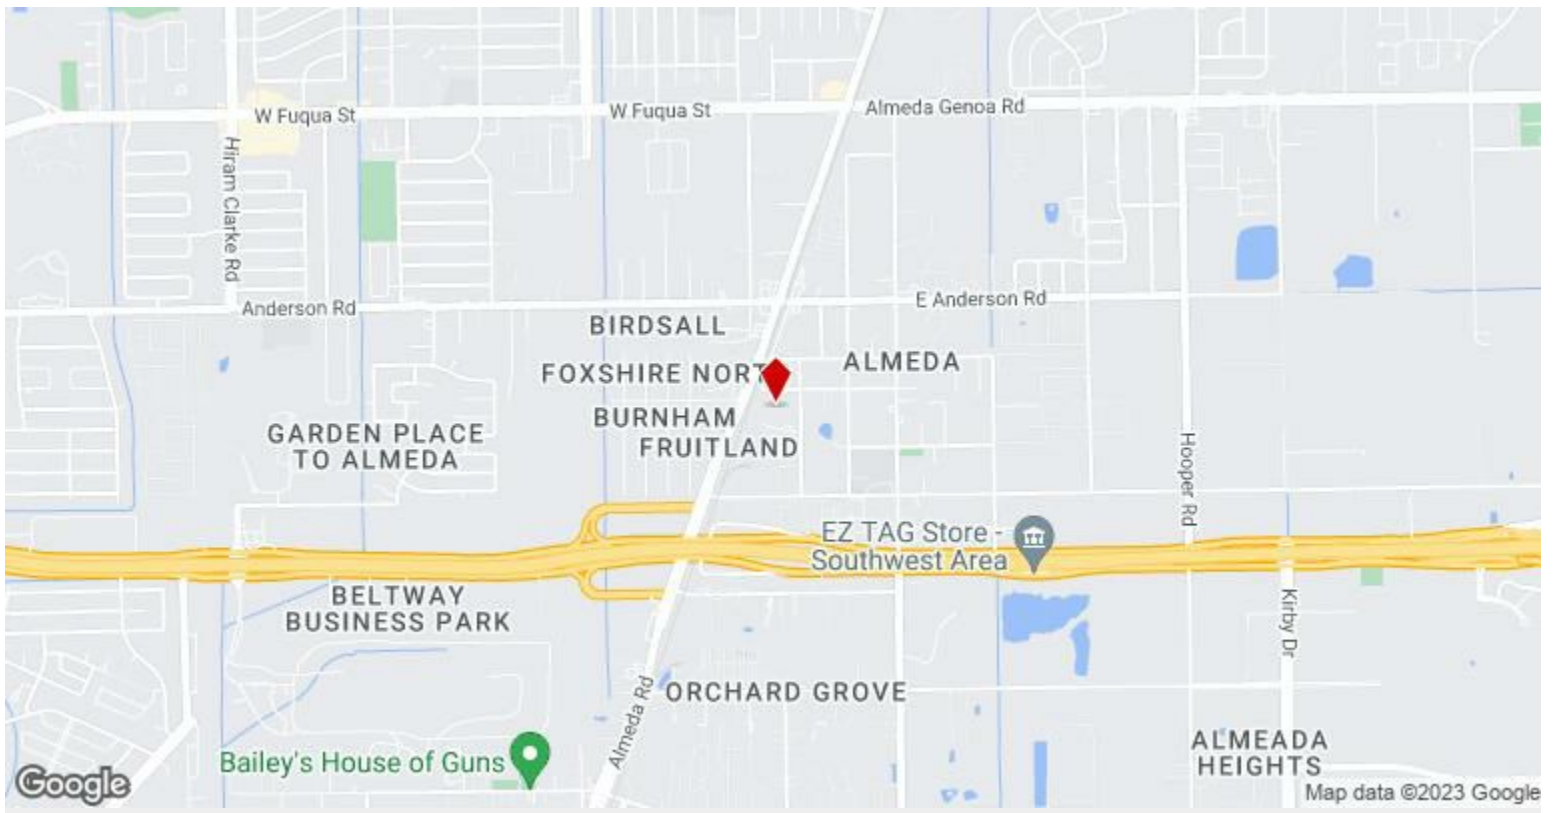 W Fuqua St
W Fuqua St
Almeda Genoa Rd
Hiram Clarke Rd
Anderson Rd
E Anderson Rd
BIRDSALL
ALMEDA
FOXSHIRE NORT
BURNHAM
FRUITLAND
GARDEN PLACE
TO ALMEDA
Hooper Rd
EZ TAG Store -
Southwest Area
BELTWAY
BUSINESS PARK
Kirby Dr
Almeda Rd
ORCHARD GROVE
Bailey's House of Guns
ALMEADA
HEIGHTS
Google
Map data ©2023 Google